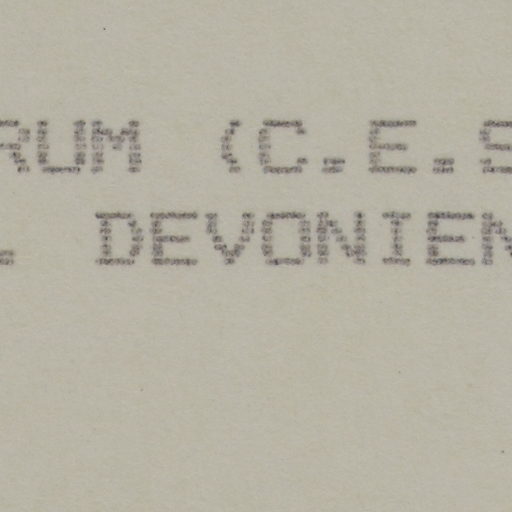 RUM (C.E.S
. DEVONIEN